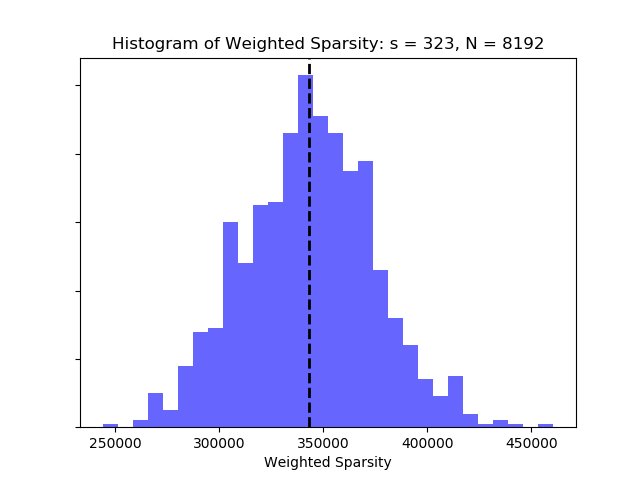 Histogram of Weighted Sparsity: s = 323, N = 8192
250000 300000 350000 400000 450000
Weighted Sparsity